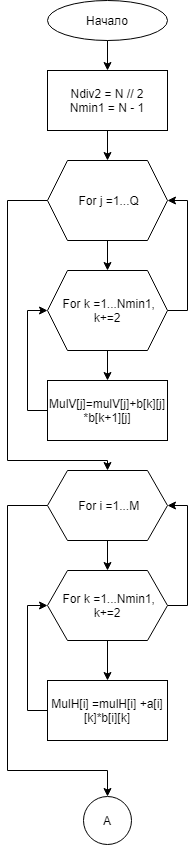 Начало
Ndiv2 = N // 2
Nmin1 = N - 1
For j =1...Q
For k =1...Nmin1,
k+=2
MulV[j]=mulV[j]+b[k][j]
*b[k+1][j]
For i =1...M
For k =1...Nmin1,
k+=2
MulH[i] =mulH[i] +a[i]
[k]*b[i][k]
A